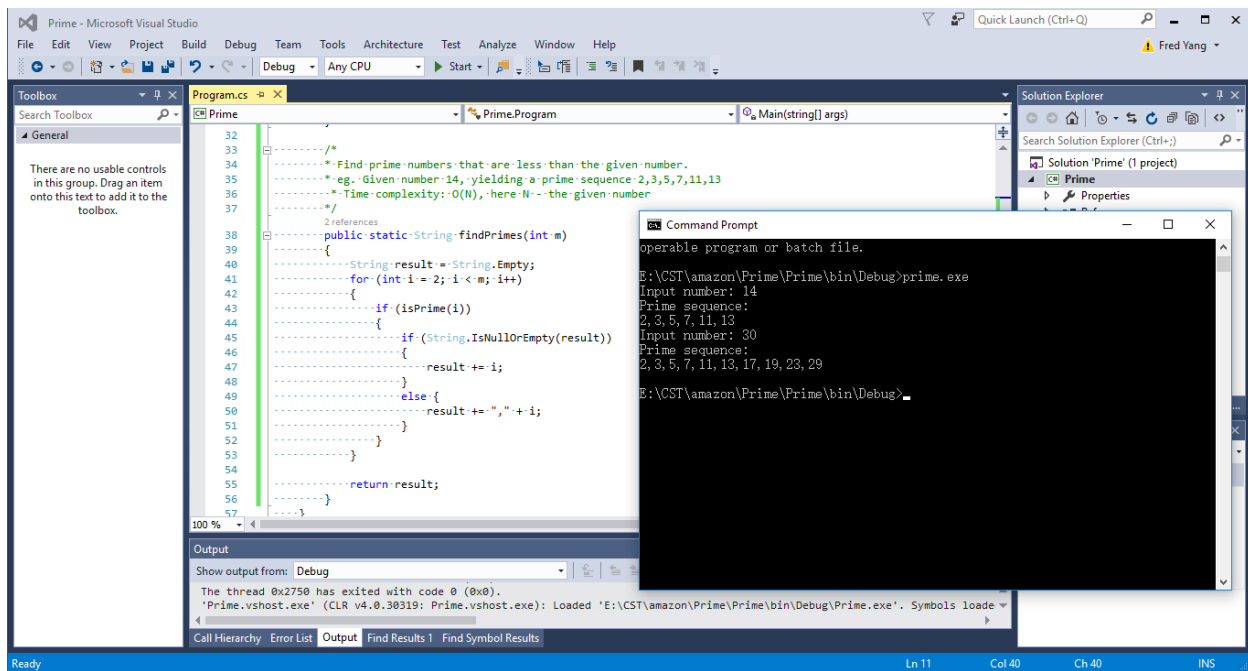 Prime - Microsoft Visual Studio
Quick Launch (Ctrl+Q)
File Edit View Project Build Debug Team Tools Architecture Test Analyze Window Help
Fred Yang
Debug Any CPU Start
Toolbox
Search Toolbox
General
There are no usable controls
in this group. Drag an item
onto this text to add it to the
toolbox.
Program.cs
Prime Prime.Program Main(string[] args)
32
33 /*
34 * Find prime numbers that are less than the given number.
35 * eg. Given number 14, yielding a prime sequence 2,3,5,7,11,13
36 * Time complexity: O(N), here N - the given number
37 */
2 references
38 public static String findPrimes(int m)
39 {
40 String result = String.Empty;
41 for (int i = 2; i < m; i++)
42 {
43 if (isPrime(i))
44 {
45 if (String.IsNullOrEmpty(result))
46 {
47 result += i;
48 }
49 else {
50 result += "," + i;
51 }
52 }
53 }
54
55 return result;
56 }
57 }
100 %
Output
Show output from: Debug
The thread 0x2750 has exited with code 0 (0x0).
'Prime.vshost.exe' (CLR v4.0.30319: Prime.vshost.exe): Loaded 'E:\CST\amazon\Prime\Prime\bin\Debug\Prime.exe'. Symbols loade
Call Hierarchy Error List Output Find Results 1 Find Symbol Results
Solution Explorer
Search Solution Explorer (Ctrl+;)
Solution 'Prime' (1 project)
Prime
Properties
Command Prompt
operable program or batch file.
E:\CST\amazon\Prime\Prime\bin\Debug>prime.exe
Input number: 14
Prime sequence:
2,3,5,7,11,13
Input number: 30
Prime sequence:
2,3,5,7,11,13,17,19,23,29
E:\CST\amazon\Prime\Prime\bin\Debug>
Ready Ln 11 Col 40 Ch 40 INS